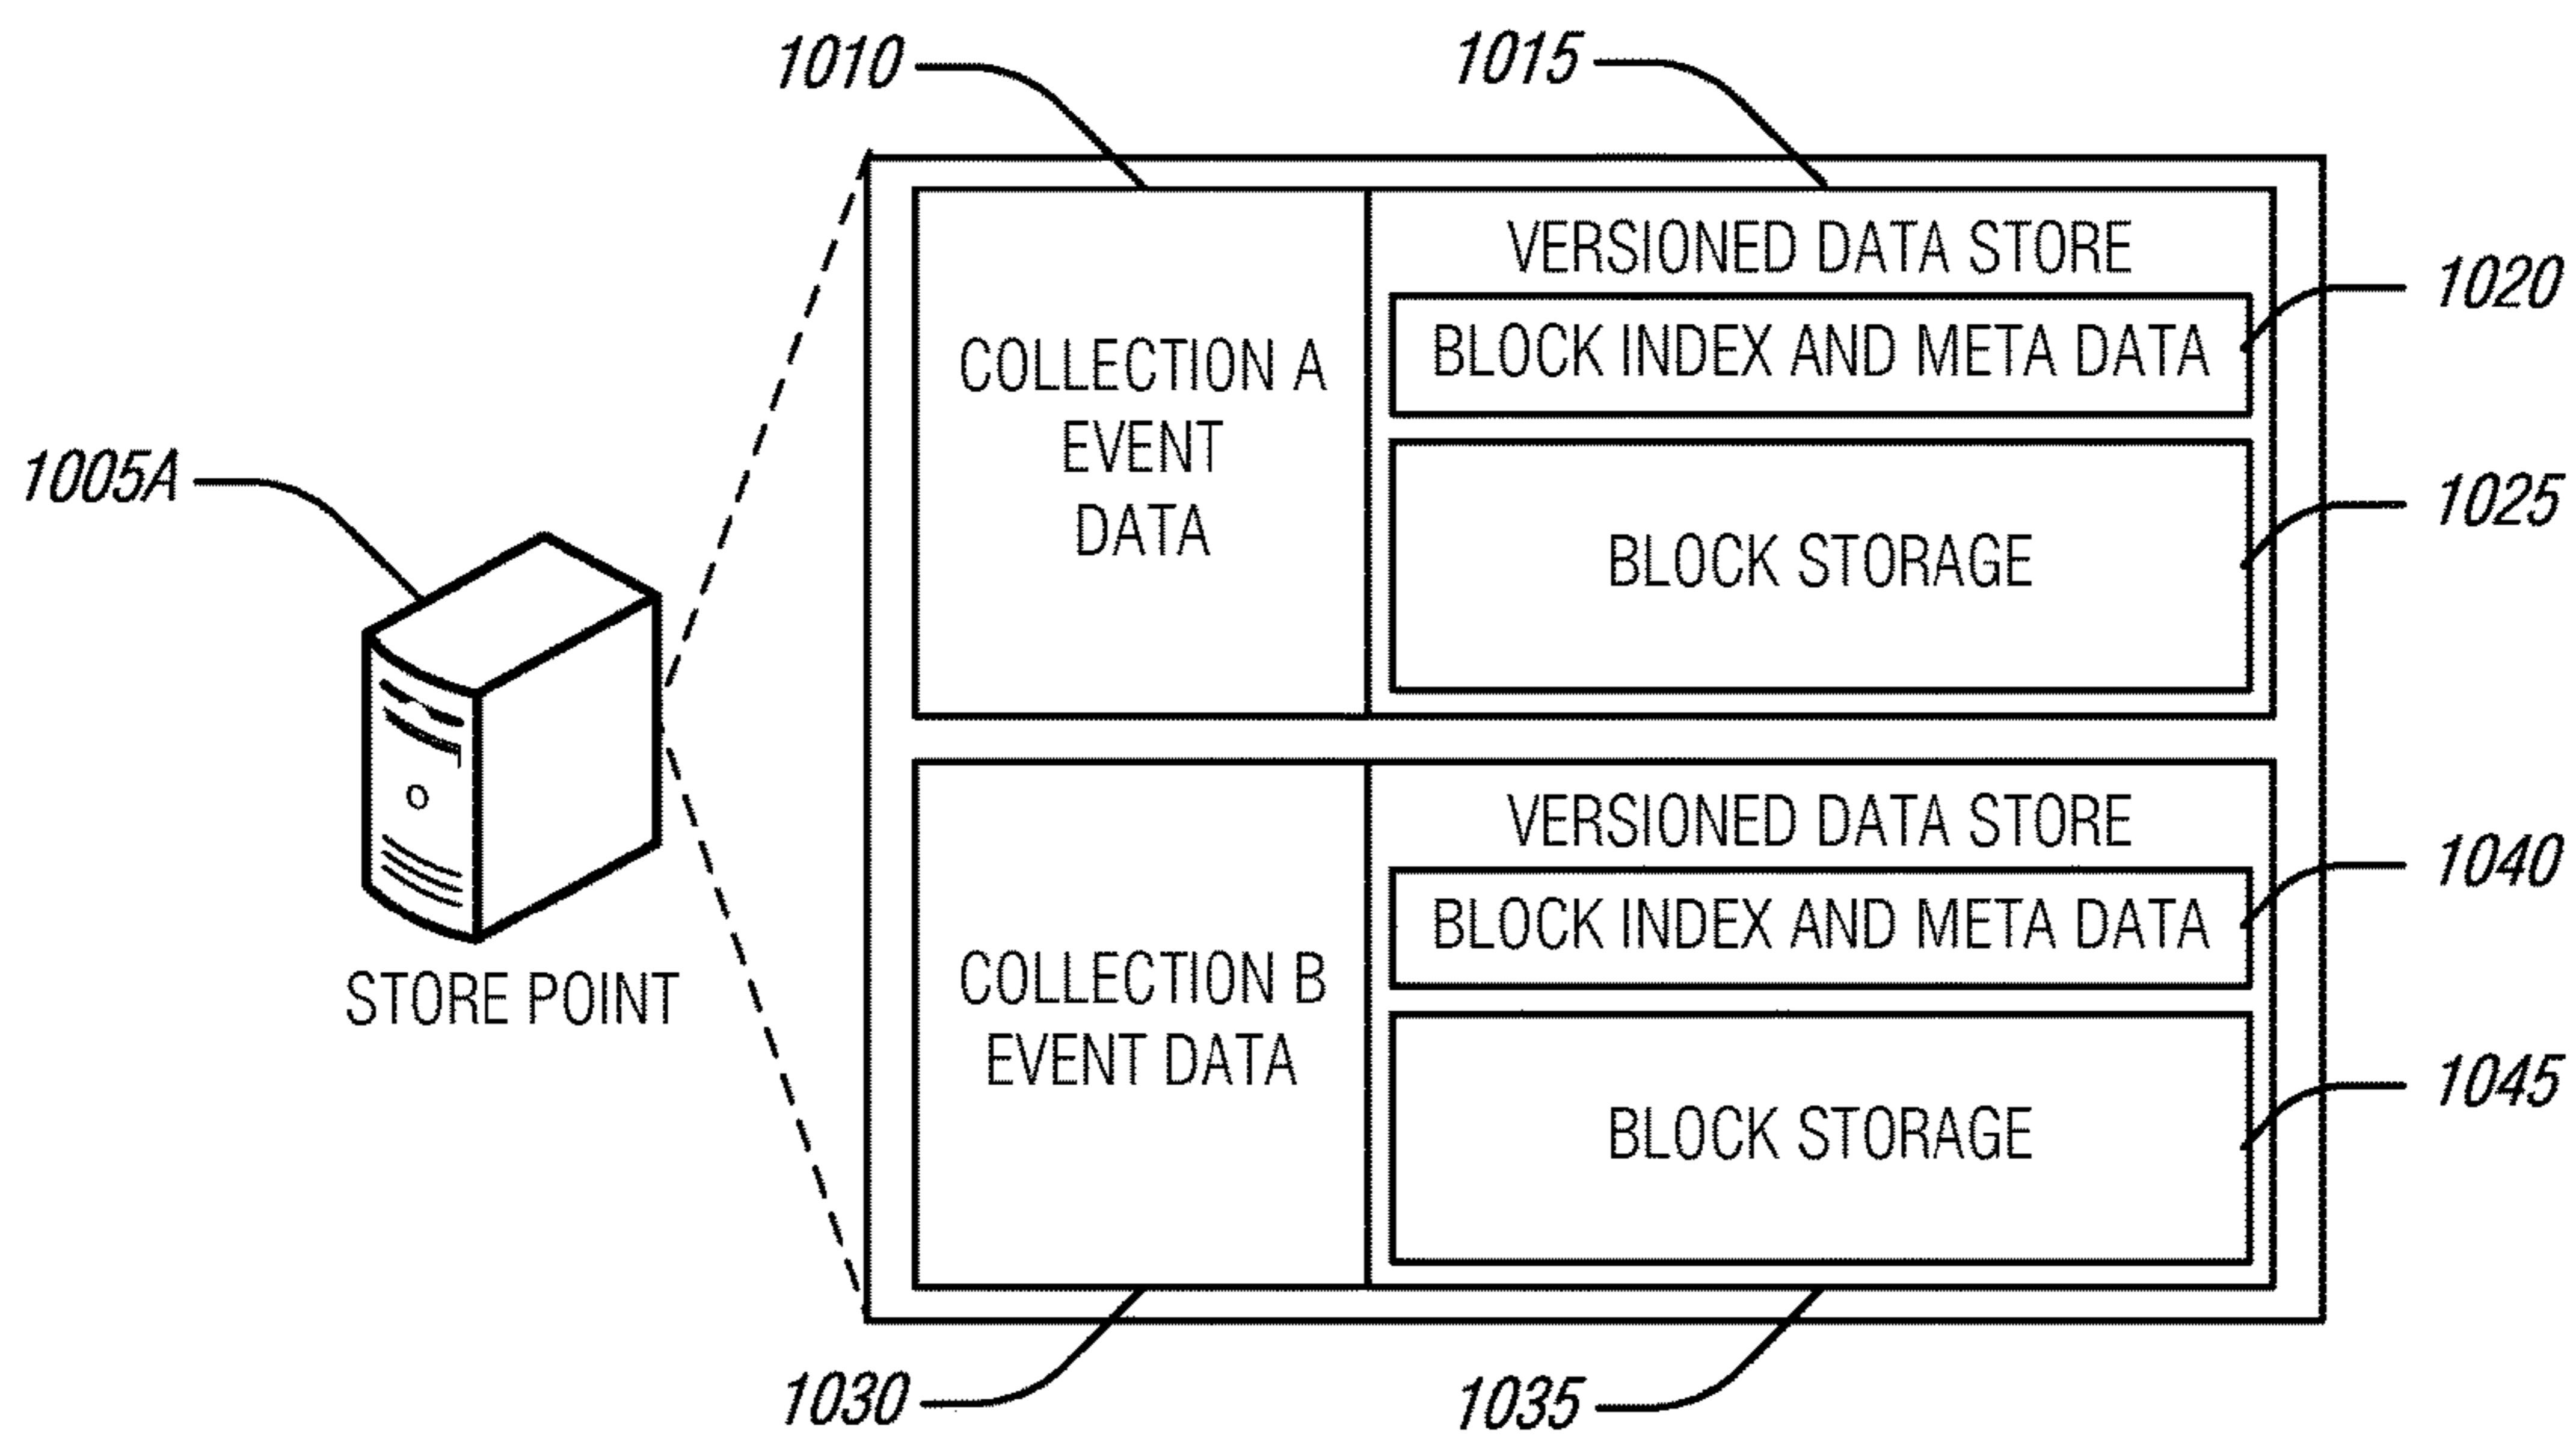 1010
1015
VERSIONED DATA STORE
1020
BLOCK INDEX AND META DATA
COLLECTION A
EVENT
DATA
1005A
1025
BLOCK STORAGE
VERSIONED DATA STORE
1040
BLOCK INDEX AND META DATA
STORE POINT
COLLECTION B
EVENT DATA
1045
BLOCK STORAGE
1030
1035